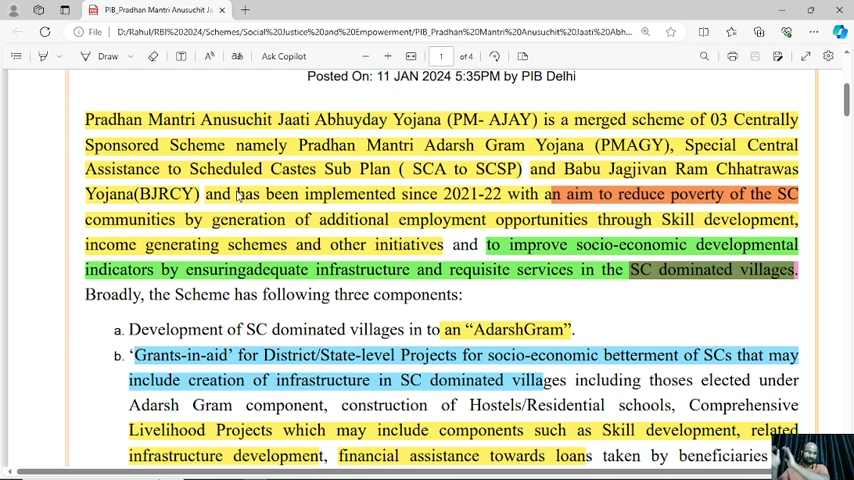 PIB_Pradhan Mantri Anusuchit Ja
File
D:/Rahul/RBI%202024/Schemes/Social%20Justice%20and%20Empowerment/PIB_Pradhan%20Mantri%20Anusuchit%20Jaati%20Abh...
Draw
Ask Copilot
1
of 4
Posted On: 11 JAN 2024 5:35PM by PIB Delhi
Pradhan Mantri Anusuchit Jaati Abhuyday Yojana (PM- AJAY) is a merged scheme of 03 Centrally
Sponsored Scheme namely Pradhan Mantri Adarsh Gram Yojana (PMAGY), Special Central
Assistance to Scheduled Castes Sub Plan ( SCA to SCSP) and Babu Jagjivan Ram Chhatrawas
Yojana(BJRCY) and has been implemented since 2021-22 with an aim to reduce poverty of the SC
communities by generation of additional employment opportunities through Skill development,
income generating schemes and other initiatives and to improve socio-economic developmental
indicators by ensuringadequate infrastructure and requisite services in the SC dominated villages.
Broadly, the Scheme has following three components:
a. Development of SC dominated villages in to an “AdarshGram”.
b. ‘Grants-in-aid’ for District/State-level Projects for socio-economic betterment of SCs that may
include creation of infrastructure in SC dominated villages including thoses elected under
Adarsh Gram component, construction of Hostels/Residential schools, Comprehensive
Livelihood Projects which may include components such as Skill development, related
infrastructure development, financial assistance towards loans taken by beneficiaries